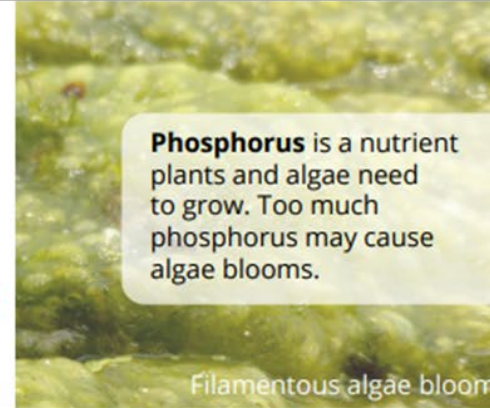 Phosphorus is a nutrient
plants and algae need
to grow. Too much
phosphorus may cause
algae blooms.
Filamentous algae bloom